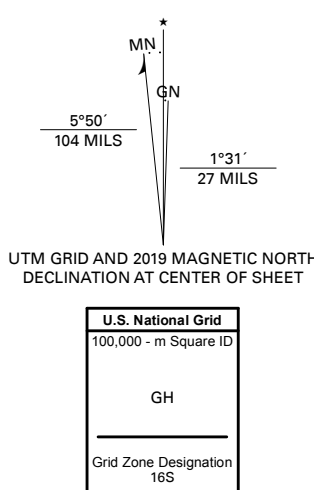 ★
MN
GN
5°50´
104 MILS
1°31´
27 MILS
UTM GRID AND 2019 MAGNETIC NORTH
DECLINATION AT CENTER OF SHEET
U.S. National Grid
100,000 - m Square ID
GH
Grid Zone Designation
16S